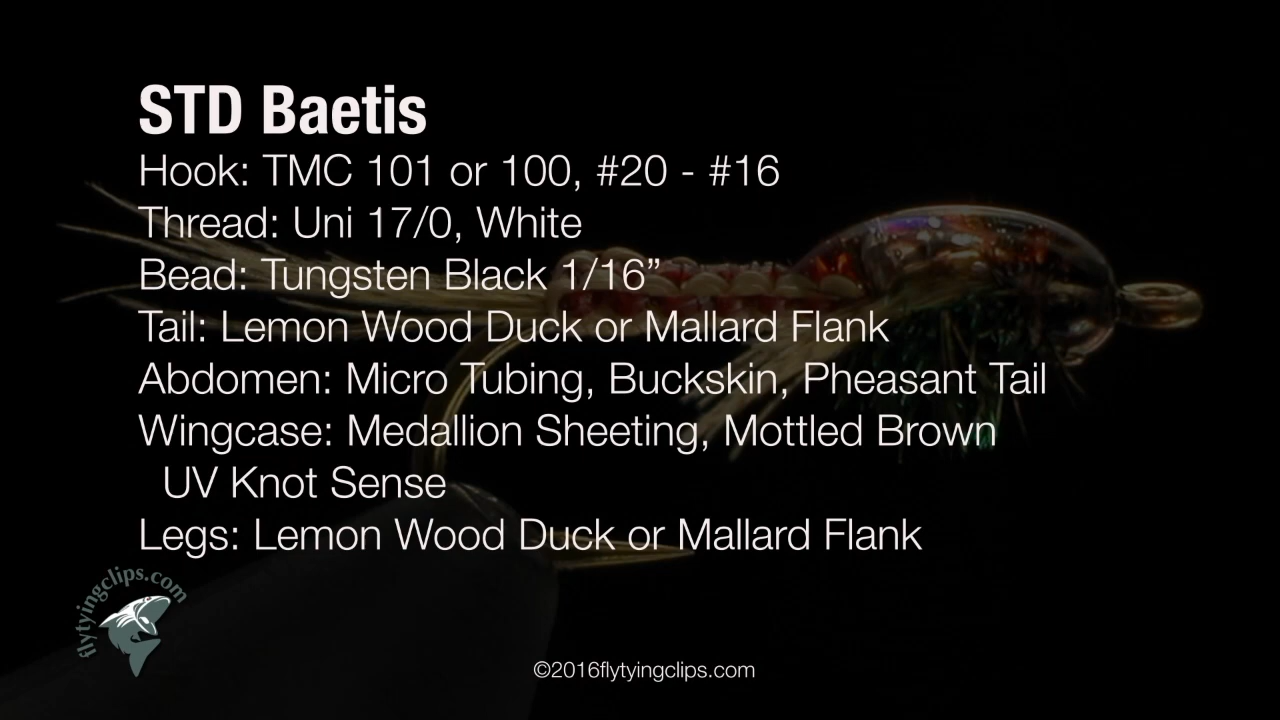 STD Baetis
Hook: TMC 101 or 100, #20 - #16
Thread: Uni 17/0, White
Bead: Tungsten Black 1/16”
Tail: Lemon Wood Duck or Mallard Flank
Abdomen: Micro Tubing, Buckskin, Pheasant Tail
Wingcase: Medallion Sheeting, Mottled Brown
UV Knot Sense
Legs: Lemon Wood Duck or Mallard Flank
flytyingclips.com
©2016flytyingclips.com